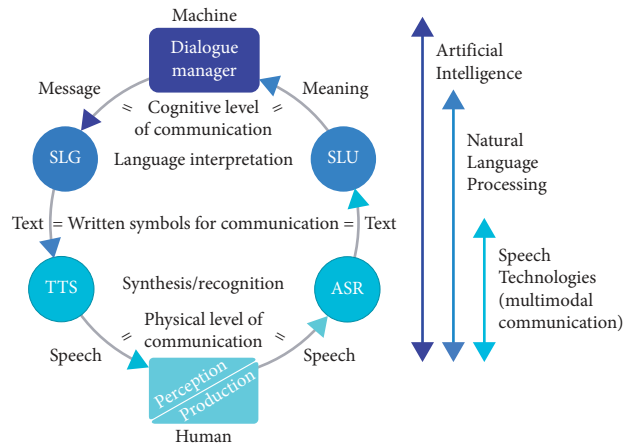 Machine
Dialogue
manager
Message
Meaning
= Cognitive level =
of communication
SLG
Language interpretation
SLU
Text = Written symbols for communication = Text
TTS
Synthesis/recognition
ASR
= Physical level of =
communication
Speech
Speech
Perception
Production
Human
Artificial
Intelligence
Natural
Language
Processing
Speech
Technologies
(multimodal
communication)